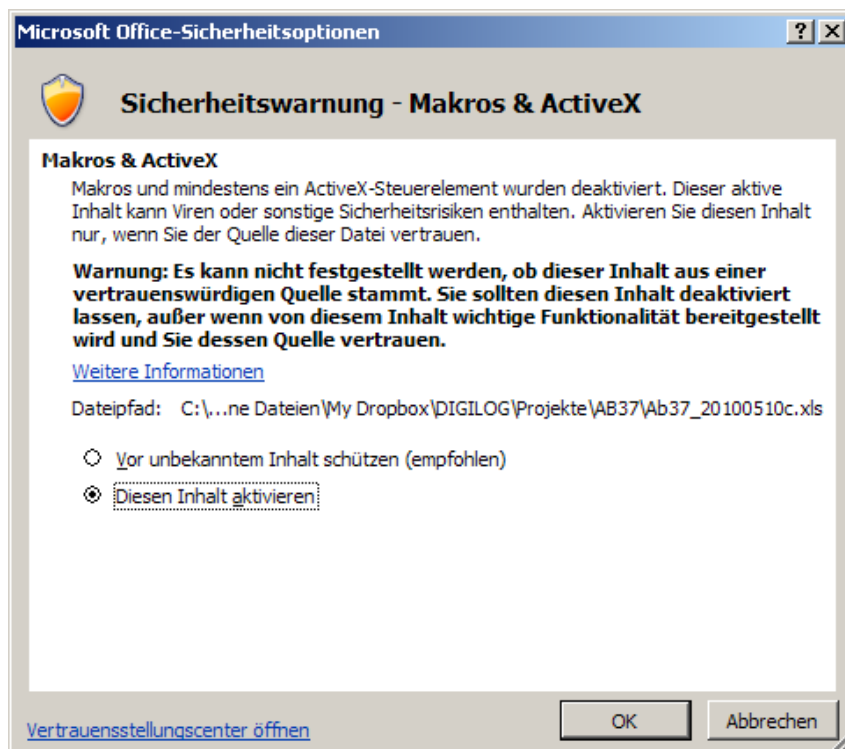 Microsoft Office-Sicherheitsoptionen
Sicherheitswarnung - Makros & ActiveX
Makros & ActiveX
Makros und mindestens ein ActiveX-Steuerelement wurden deaktiviert. Dieser aktive
Inhalt kann Viren oder sonstige Sicherheitsrisiken enthalten. Aktivieren Sie diesen Inhalt
nur, wenn Sie der Quelle dieser Datei vertrauen.
Warnung: Es kann nicht festgestellt werden, ob dieser Inhalt aus einer
vertrauenswürdigen Quelle stammt. Sie sollten diesen Inhalt deaktiviert
lassen, außer wenn von diesem Inhalt wichtige Funktionalität bereitgestellt
wird und Sie dessen Quelle vertrauen.
Weitere Informationen
Dateipfad: C:\...ne Dateien\My Dropbox\DIGILOG\Projekte\AB37\Ab37_20100510c.xls
Vor unbekanntem Inhalt schützen (empfohlen)
Diesen Inhalt aktivieren
Vertrauensstellungscenter öffnen
OK
Abbrechen